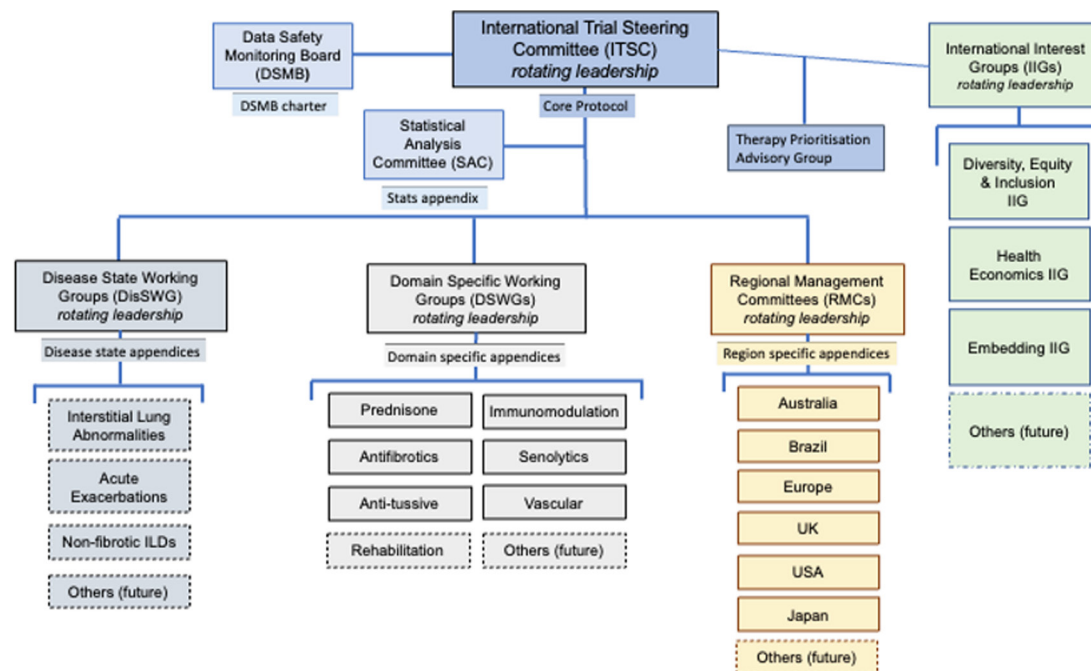 International Trial Steering
Committee (ITSC)
rotating leadership
Core Protocol
Data Safety
Monitoring Board
(DSMB)
DSMB charter
Statistical
Analysis
Committee (SAC)
Stats appendix
Therapy Prioritisation
Advisory Group
International Interest
Groups (IIGs)
rotating leadership
Diversity, Equity
& Inclusion
IIG
Health
Economics IIG
Embedding IIG
Others (future)
Disease State Working
Groups (DisSWG)
rotating leadership
Disease state appendices
Interstitial Lung
Abnormalities
Acute
Exacerbations
Non-fibrotic ILDs
Others (future)
Domain Specific Working
Groups (DSWGs)
rotating leadership
Domain specific appendices
Prednisone
Immunomodulation
Antifibrotics
Senolytics
Anti-tussive
Vascular
Rehabilitation
Others (future)
Regional Management
Committees (RMCs)
rotating leadership
Region specific appendices
Australia
Brazil
Europe
UK
USA
Japan
Others (future)